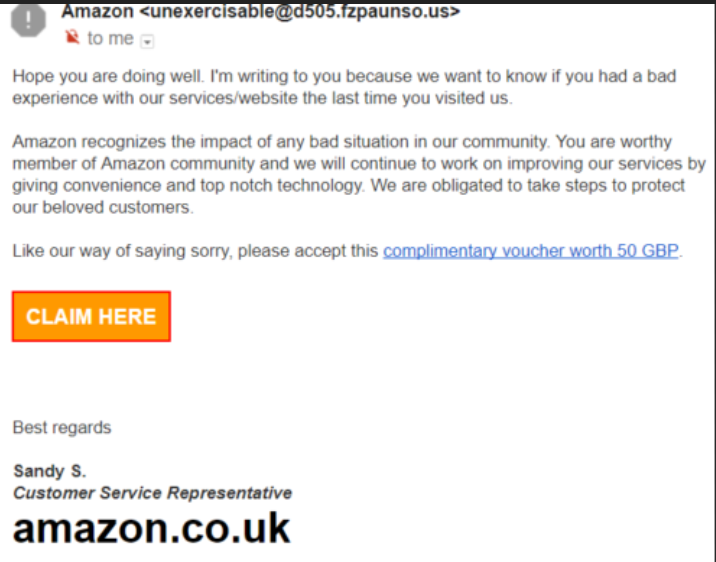 Amazon <unexercisable@d505.fzpaunso.us>
to me
Hope you are doing well. I'm writing to you because we want to know if you had a bad
experience with our services/website the last time you visited us.
Amazon recognizes the impact of any bad situation in our community. You are worthy
member of Amazon community and we will continue to work on improving our services by
giving convenience and top notch technology. We are obligated to take steps to protect
our beloved customers.
Like our way of saying sorry, please accept this complimentary voucher worth 50 GBP.
CLAIM HERE
Best regards
Sandy S.
Customer Service Representative
amazon.co.uk